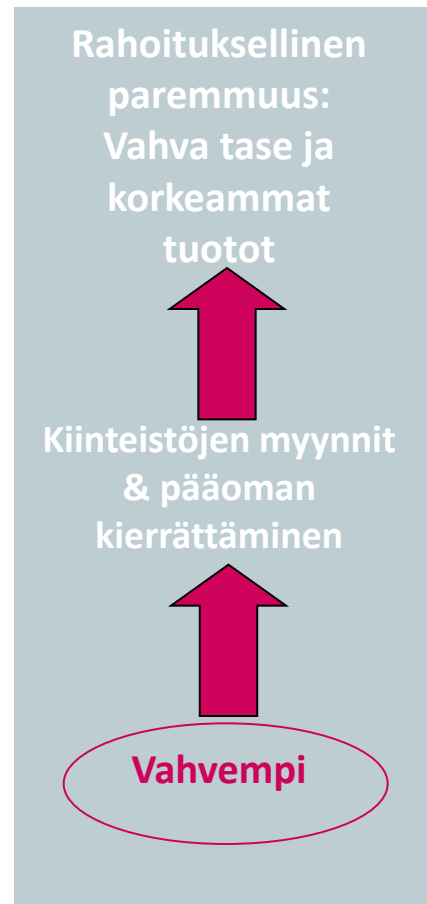 Rahoituksellinen
paremmuus:
Vahva tase ja
korkeammat
tuotot
Kiinteistöjen myynnit
& pääoman
kierrättäminen
Vahvempi